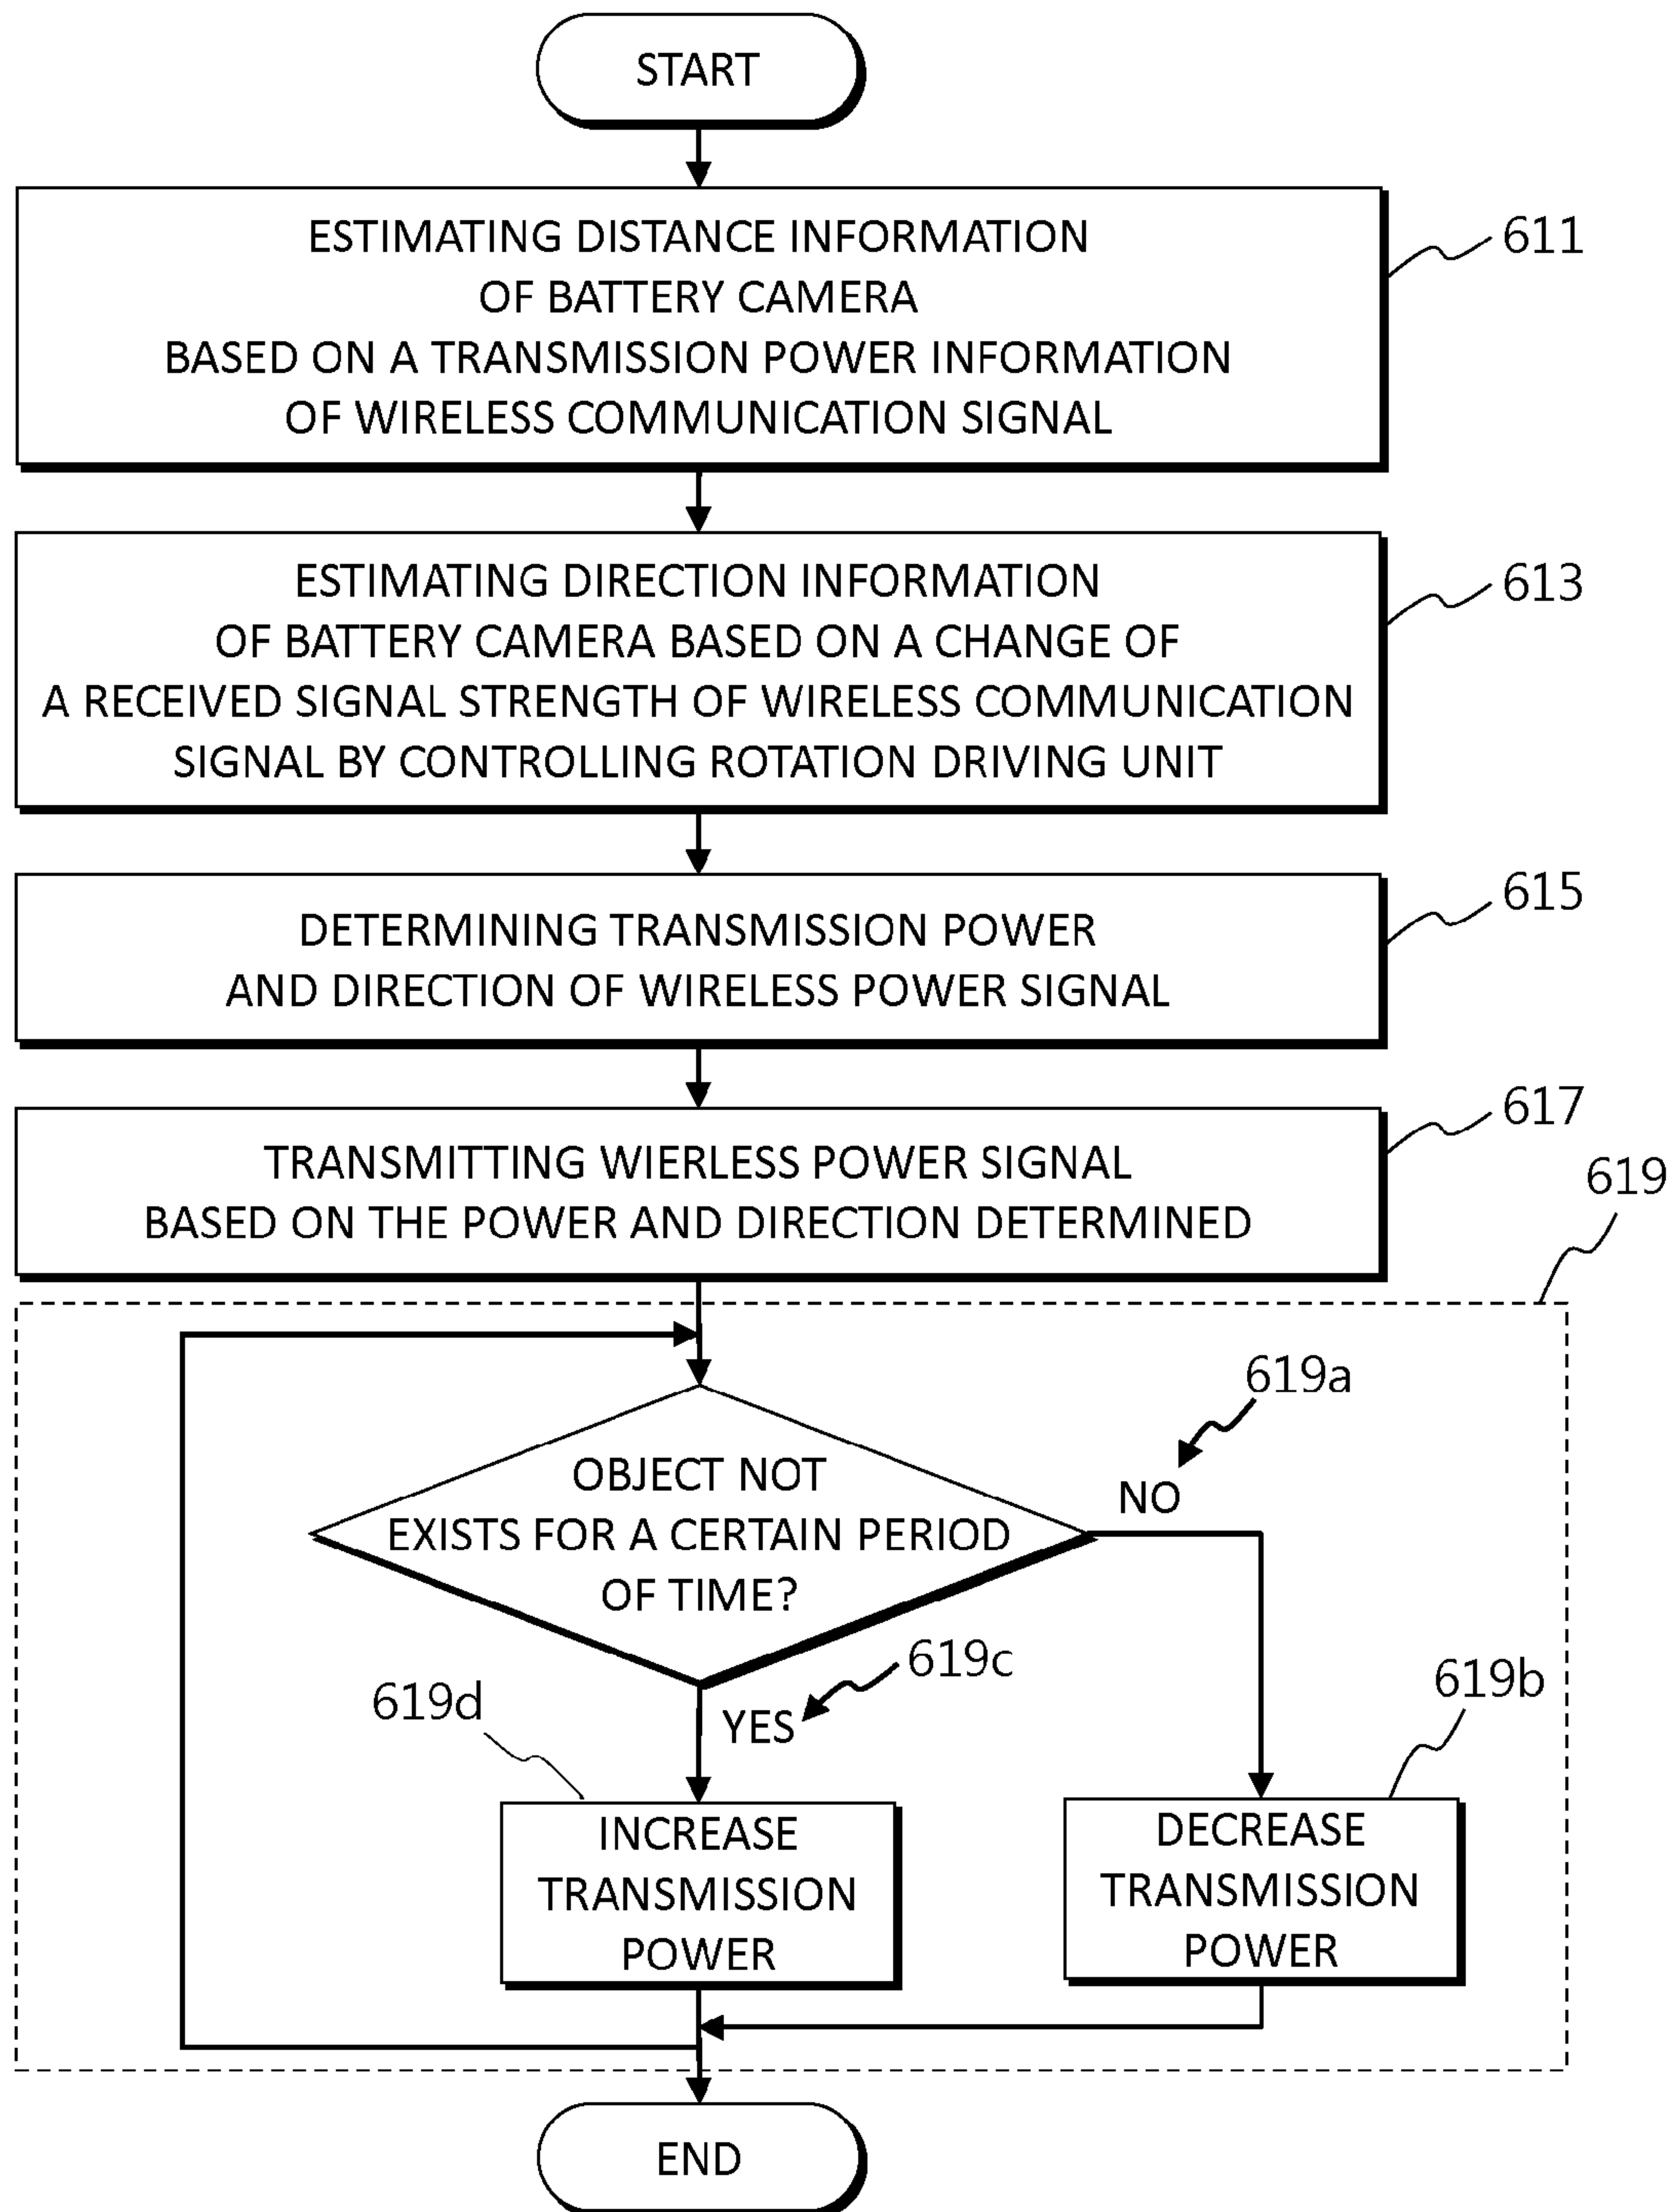 START
ESTIMATING DISTANCE INFORMATION
OF BATTERY CAMERA
BASED ON A TRANSMISSION POWER INFORMATION
OF WIRELESS COMMUNICATION SIGNAL
611
ESTIMATING DIRECTION INFORMATION
OF BATTERY CAMERA BASED ON A CHANGE OF
A RECEIVED SIGNAL STRENGTH OF WIRELESS COMMUNICATION
SIGNAL BY CONTROLLING ROTATION DRIVING UNIT
613
DETERMINING TRANSMISSION POWER
AND DIRECTION OF WIRELESS POWER SIGNAL
615
TRANSMITTING WIERLESS POWER SIGNAL
BASED ON THE POWER AND DIRECTION DETERMINED
617
619
OBJECT NOT
EXISTS FOR A CERTAIN PERIOD
OF TIME?
619a
NO
619c
YES
619d
INCREASE
TRANSMISSION
POWER
619b
DECREASE
TRANSMISSION
POWER
END